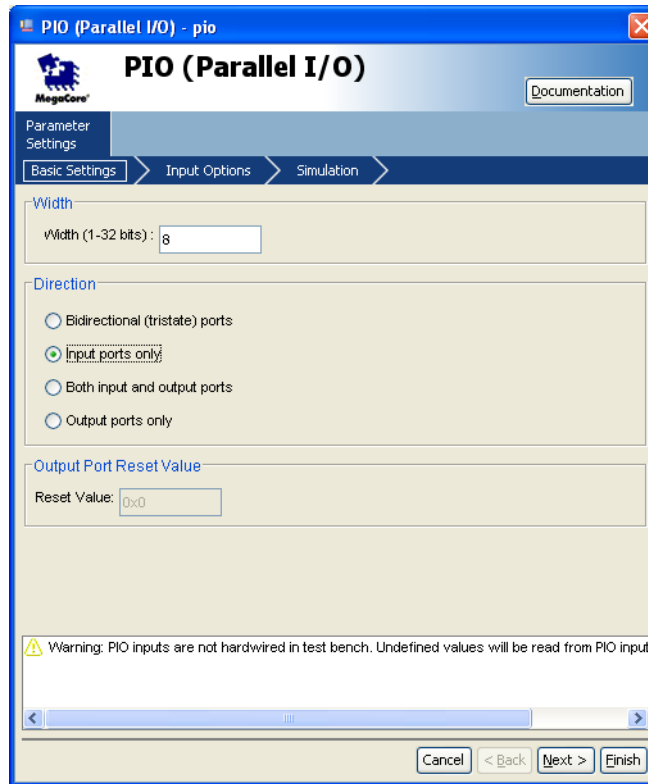 PIO (Parallel I/O) - pio
PIO (Parallel I/O)
MegaCore®
Documentation
Parameter
Settings
Basic Settings
Input Options
Simulation
Width
Width (1-32 bits) :
8
Direction
Bidirectional (tristate) ports
Input ports only
Both input and output ports
Output ports only
Output Port Reset Value
Reset Value:
0x0
Warning: PIO inputs are not hardwired in test bench. Undefined values will be read from PIO input
Cancel
< Back
Next >
Finish